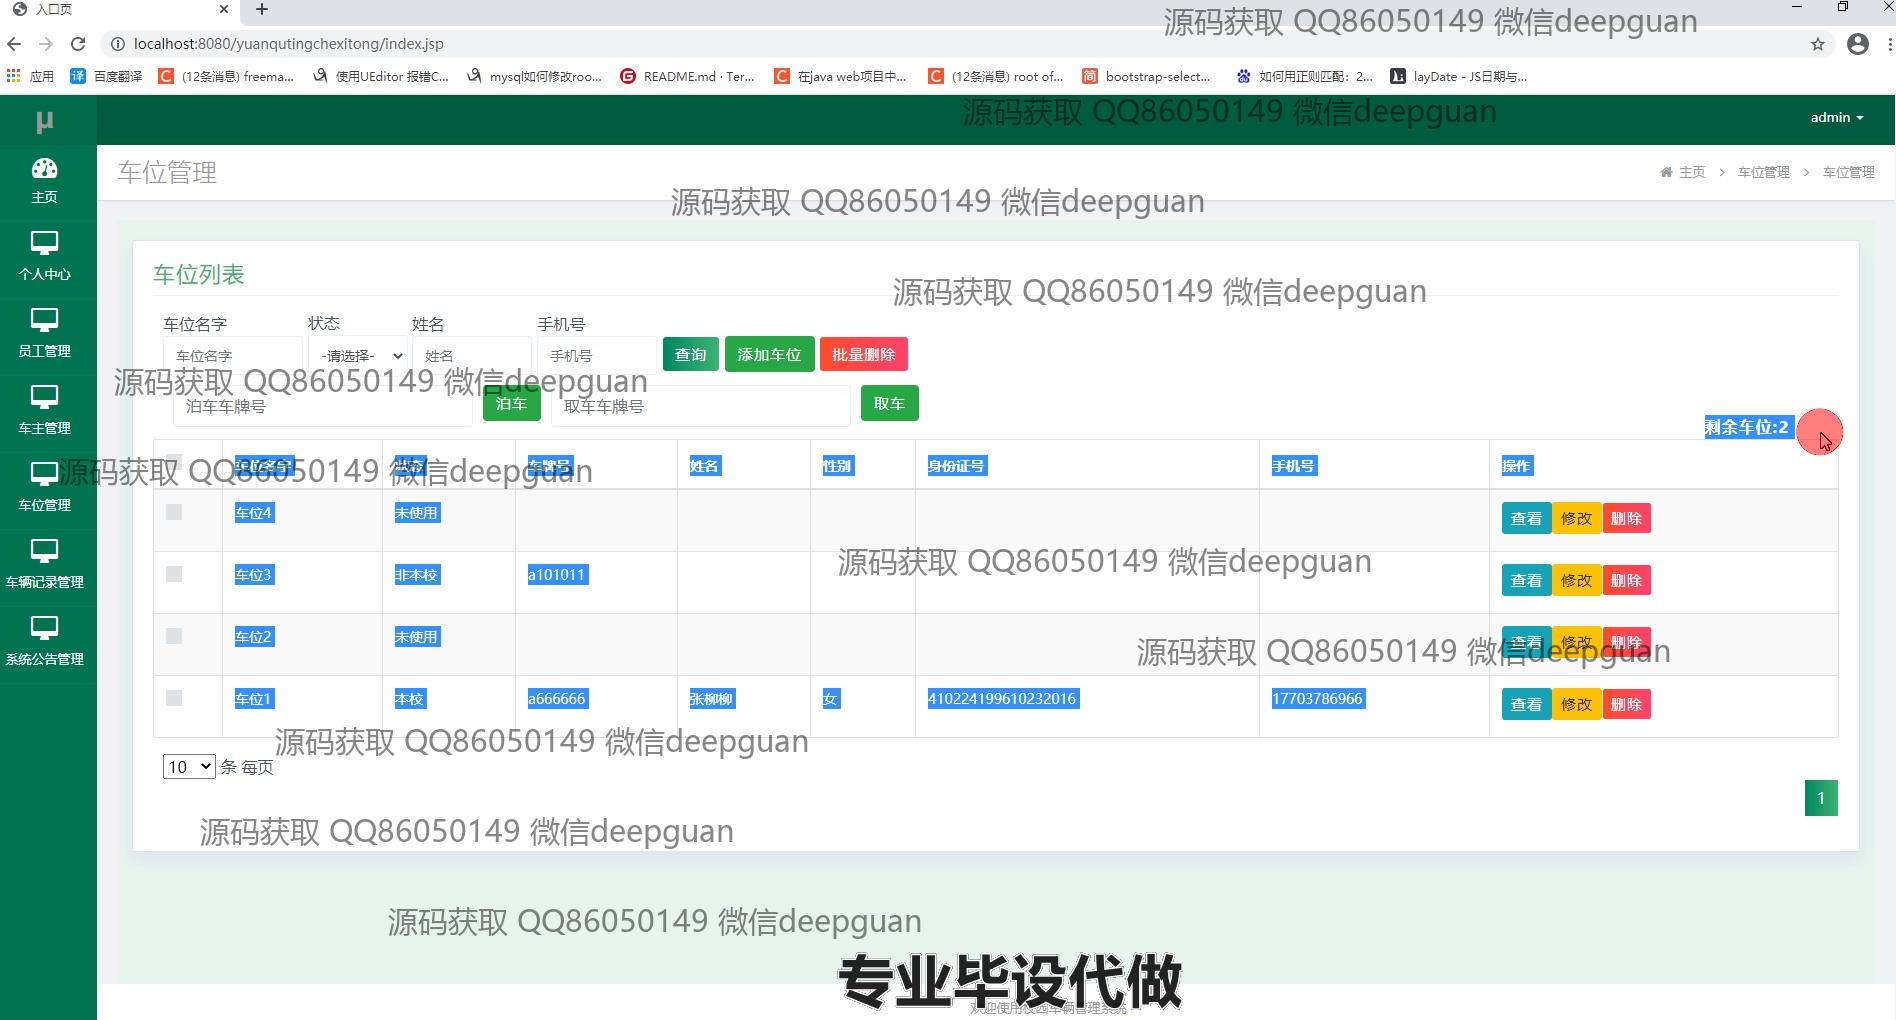 入口页
源码获取 QQ86050149 微信deepguan
localhost:8080/yuanqutingchexitong/index.jsp
应用 百度翻译 (12条消息) freema... 使用UEditor 报错C... mysql如何修改roo... README.md · Ter... 在java web项目中... (12条消息) root of... bootstrap-select... 如何用正则匹配：2... layDate - JS日期与...
源码获取 QQ86050149 微信deepguan
μ
admin
车位管理
主页 > 车位管理 > 车位管理
主页
源码获取 QQ86050149 微信deepguan
个人中心
车位列表
源码获取 QQ86050149 微信deepguan
车位名字 状态 姓名 手机号
员工管理
车位名字 -请选择- 姓名 手机号 查询 添加车位 批量删除
源码获取 QQ86050149 微信deepguan
泊车车牌号 泊车 取车车牌号 取车
车主管理
剩余车位:2
车位名字 状态 车牌号 姓名 性别 身份证号 手机号 操作
源码获取 QQ86050149 微信deepguan
车位管理
车位4 未使用 查看 修改 删除
源码获取 QQ86050149 微信deepguan
车位3 非本校 a101011 查看 修改 删除
车辆记录管理
车位2 未使用 查看 修改 删除
源码获取 QQ86050149 微信deepguan
系统公告管理
车位1 本校 a666666 张柳柳 女 410224199610232016 17703786966 查看 修改 删除
源码获取 QQ86050149 微信deepguan
10 条 每页
1
源码获取 QQ86050149 微信deepguan
源码获取 QQ86050149 微信deepguan
专业毕设代做
欢迎使用校园车辆管理系统